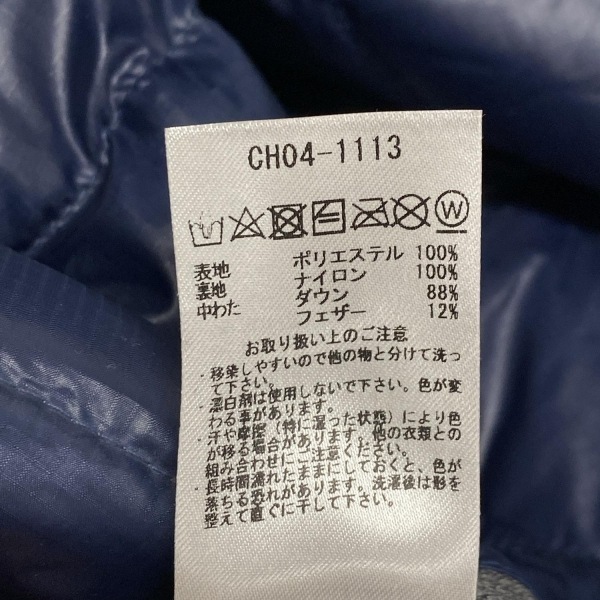 CH04-1113
W
表地 ポリエステル 100%
裏地 ナイロン 100%
中わた ダウン 88%
フェザー 12%
お取り扱い上のご注意
・移染しやすいので他の物と分けて洗っ
て下さい。
・漂白剤は使用しないで下さい。色が変
わる事があります。
・汗や摩擦（特に湿った状態）により色
が移る場合があります。他の衣類との
組み合わせにご注意ください。
・長時間濡れたままにしておくと、色が
落ちる恐れがあります。洗濯後は形を
整えて直ぐに干して下さい。